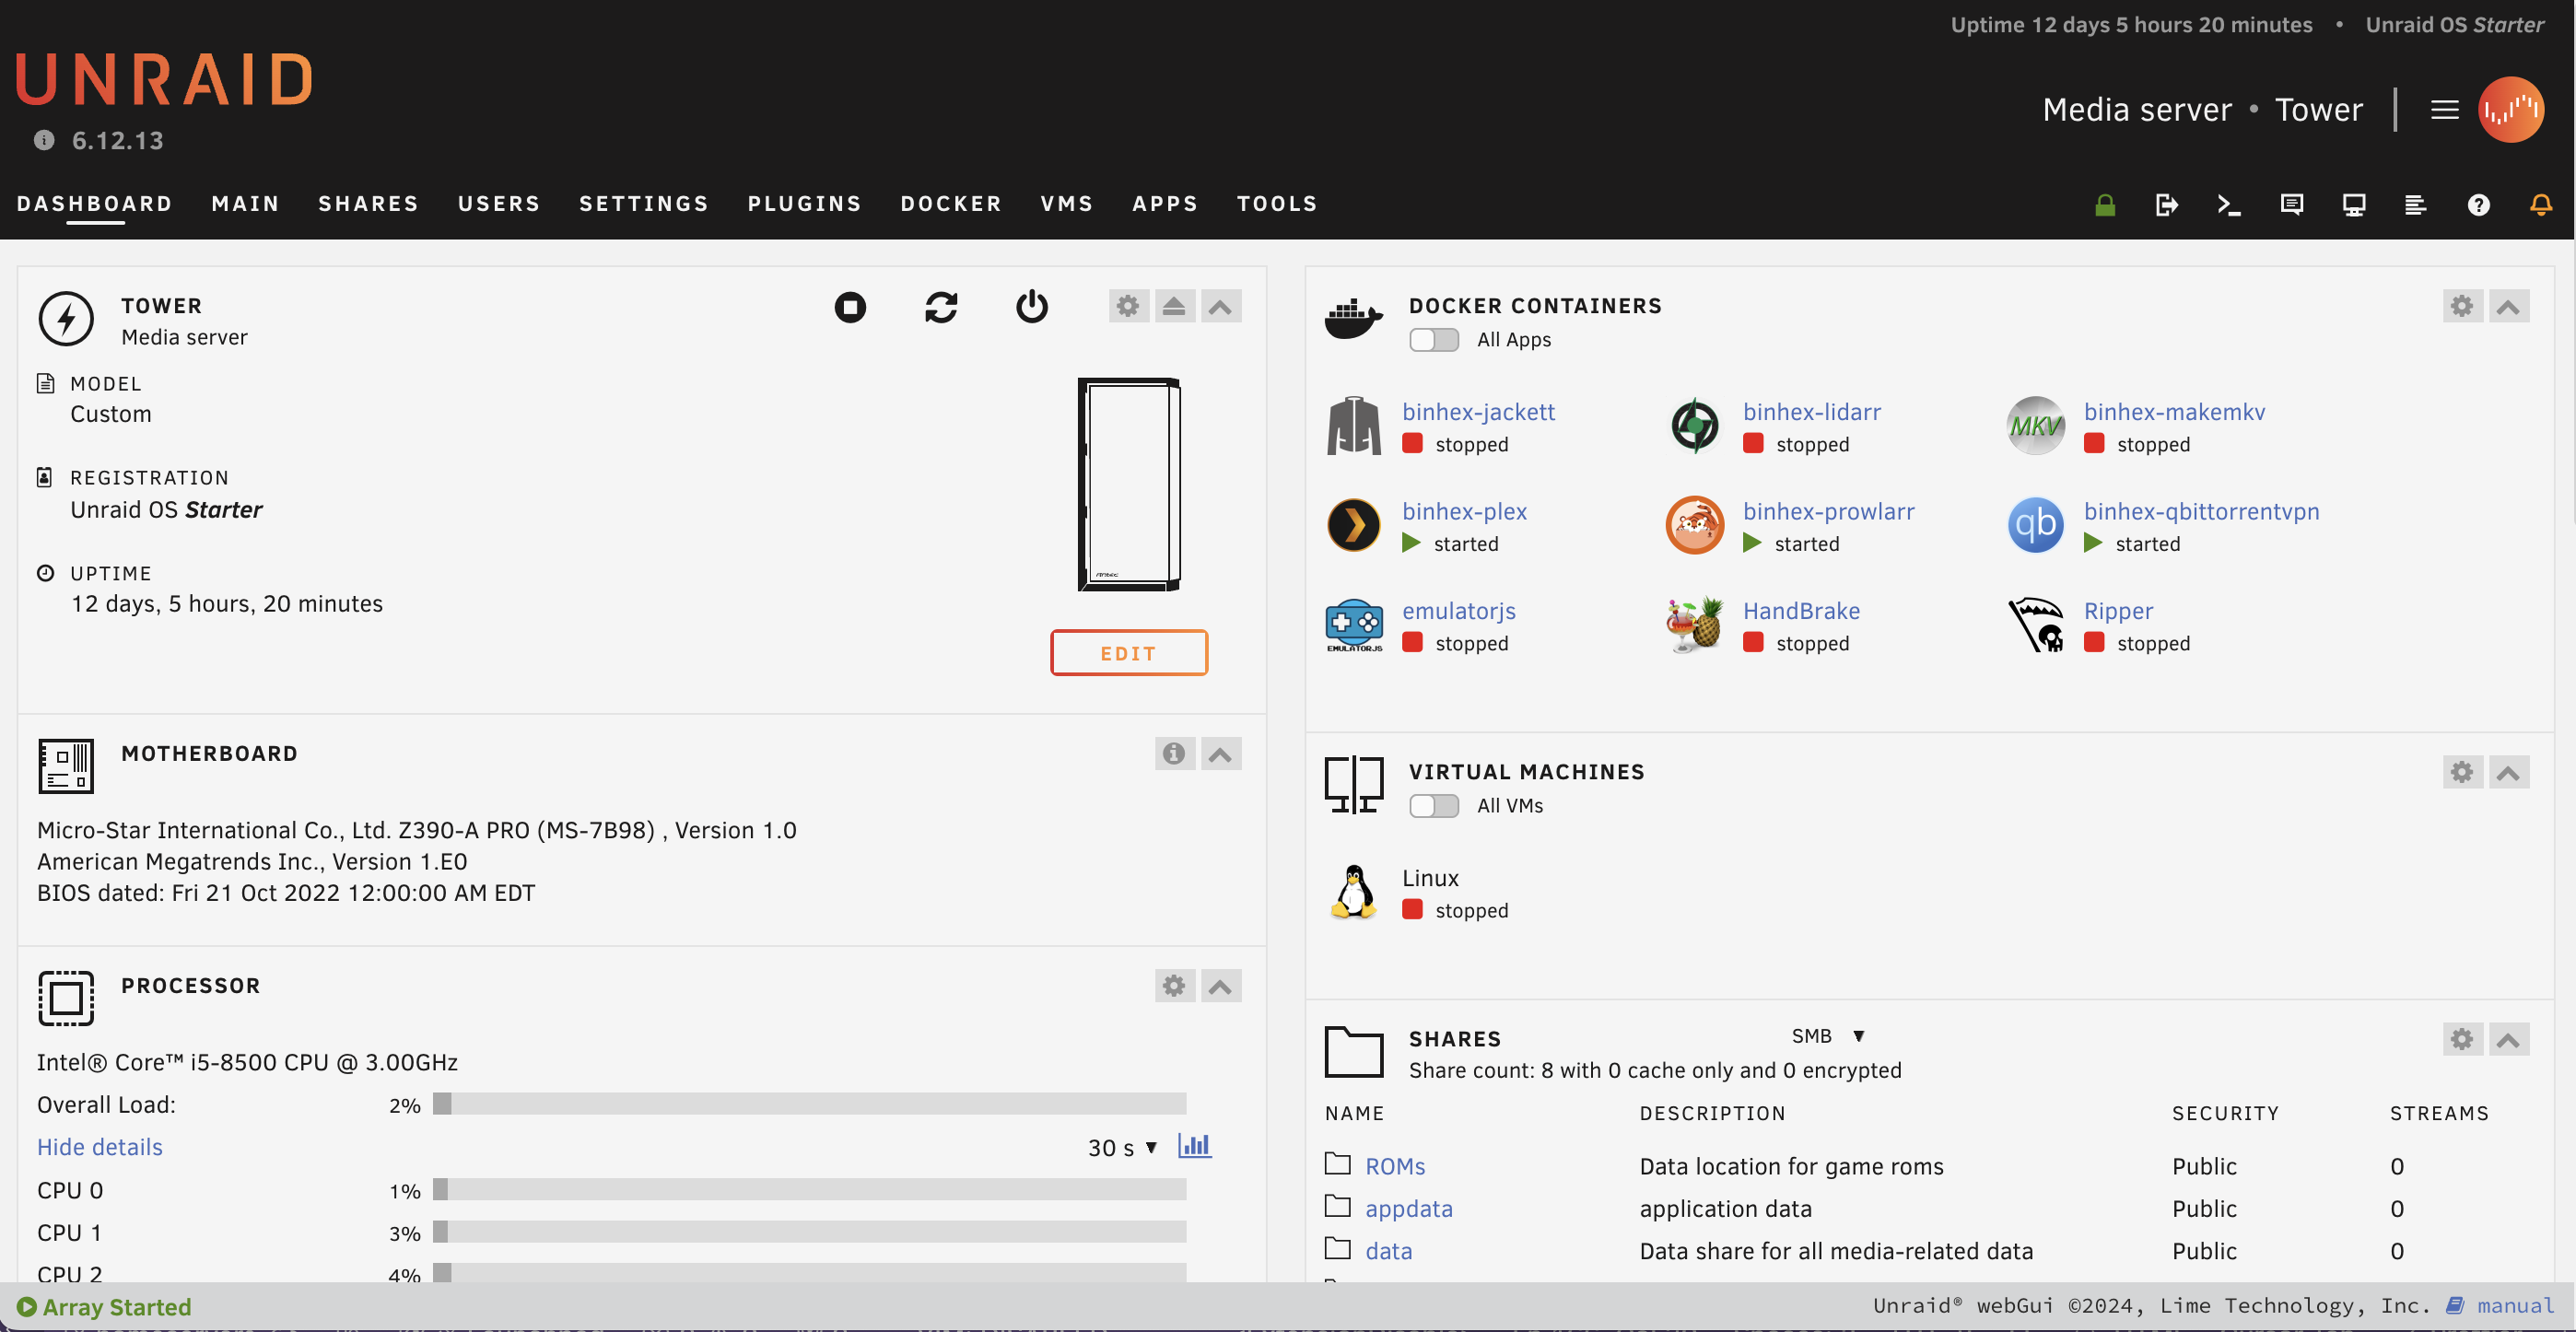 Uptime 12 days 5 hours 20 minutes • Unraid OS Starter
UNRAID
6.12.13
Media server • Tower
DASHBOARD MAIN SHARES USERS SETTINGS PLUGINS DOCKER VMS APPS TOOLS
TOWER
Media server
MODEL
Custom
REGISTRATION
Unraid OS Starter
UPTIME
12 days, 5 hours, 20 minutes
Antec
EDIT
MOTHERBOARD
Micro-Star International Co., Ltd. Z390-A PRO (MS-7B98) , Version 1.0
American Megatrends Inc., Version 1.E0
BIOS dated: Fri 21 Oct 2022 12:00:00 AM EDT
PROCESSOR
Intel® Core™ i5-8500 CPU @ 3.00GHz
Overall Load: 2%
Hide details 30 s ▼
CPU 0 1%
CPU 1 3%
CPU 2 4%
DOCKER CONTAINERS
All Apps
binhex-jackett binhex-lidarr MKV binhex-makemkv
stopped stopped stopped
binhex-plex binhex-prowlarr qb binhex-qbittorrentvpn
started started started
emulatorjs HandBrake Ripper
EMULATORJS stopped stopped stopped
VIRTUAL MACHINES
All VMs
Linux
stopped
SHARES SMB ▼
Share count: 8 with 0 cache only and 0 encrypted
NAME DESCRIPTION SECURITY STREAMS
ROMs Data location for game roms Public 0
appdata application data Public 0
data Data share for all media-related data Public 0
Array Started
Unraid® webGui ©2024, Lime Technology, Inc. manual